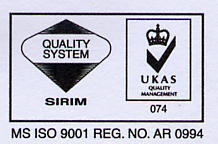 QUALITY
SYSTEM
SIRIM
UKAS
QUALITY
MANAGEMENT
074
MS ISO 9001 REG. NO. AR 0994